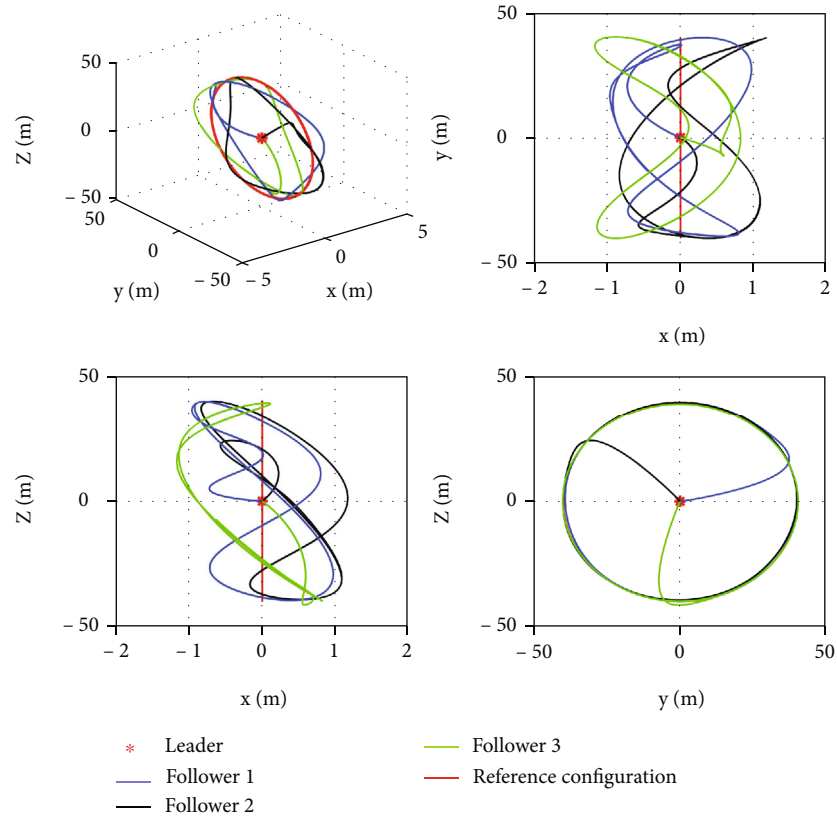 50
0
– 50
Z (m)
50
0
– 50
y (m)
– 5
0
5
x (m)
50
0
– 50
y (m)
– 2
– 1
0
1
2
x (m)
50
0
– 50
Z (m)
– 2
– 1
0
1
2
x (m)
50
0
– 50
Z (m)
– 50
0
50
y (m)
Leader
Follower 1
Follower 2
Follower 3
Reference configuration